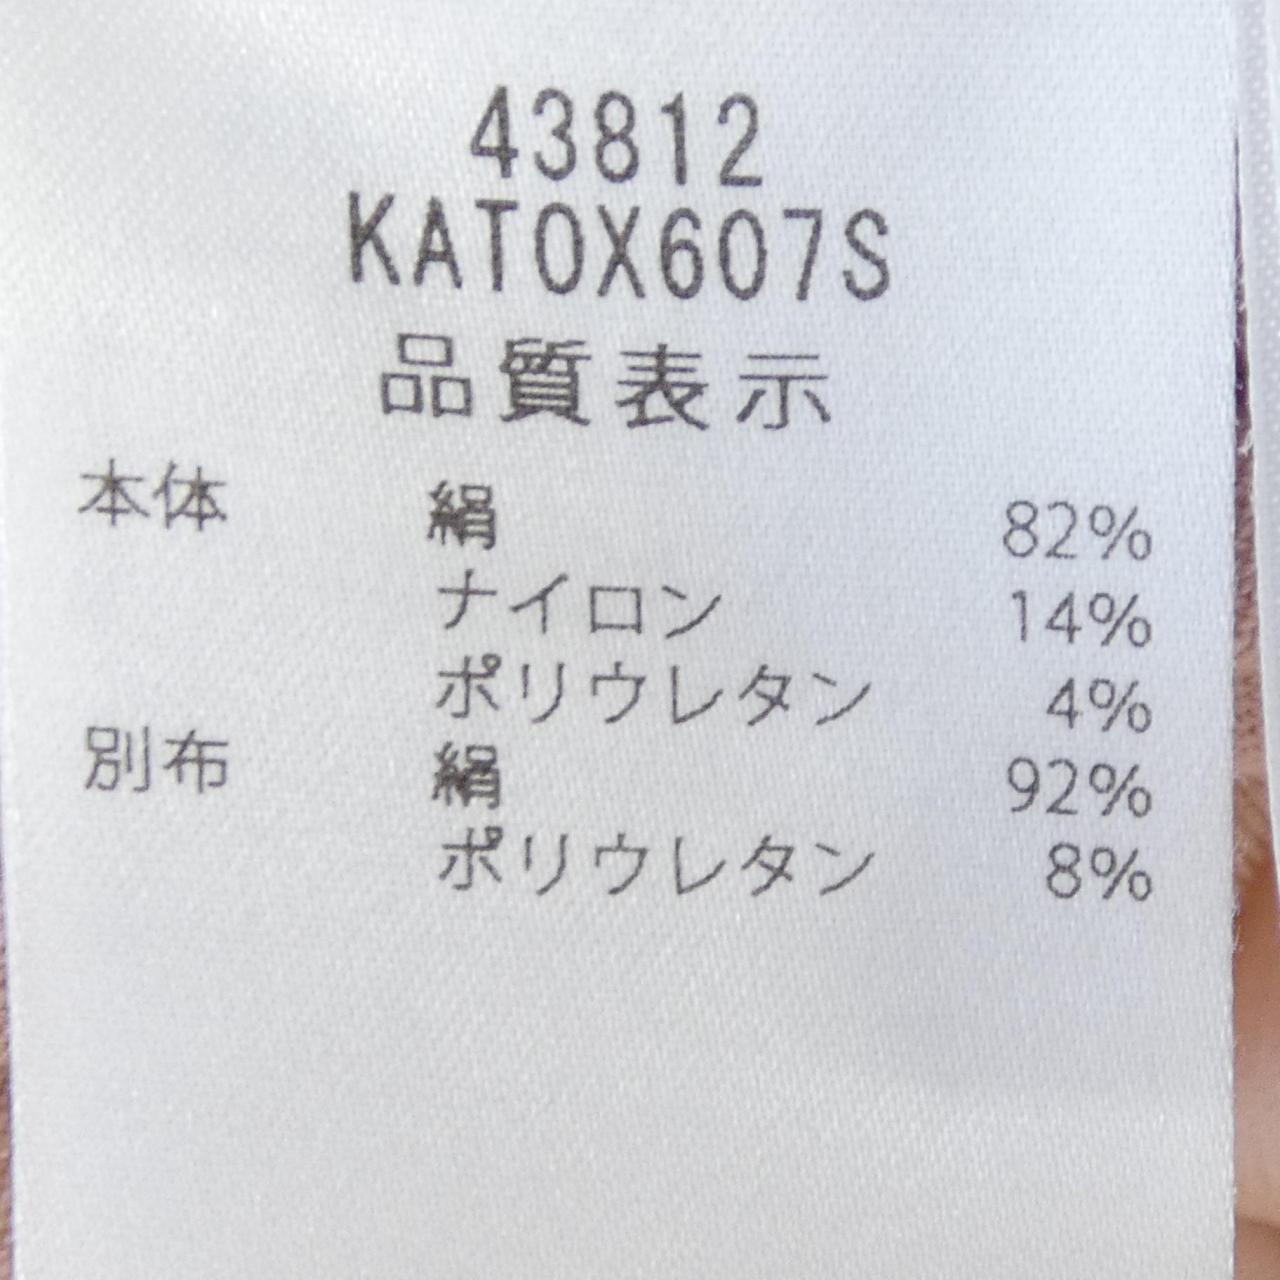 43812
KATOX607S
品質表示
本体 絹 82%
ナイロン 14%
ポリウレタン 4%
別布 絹 92%
ポリウレタン 8%